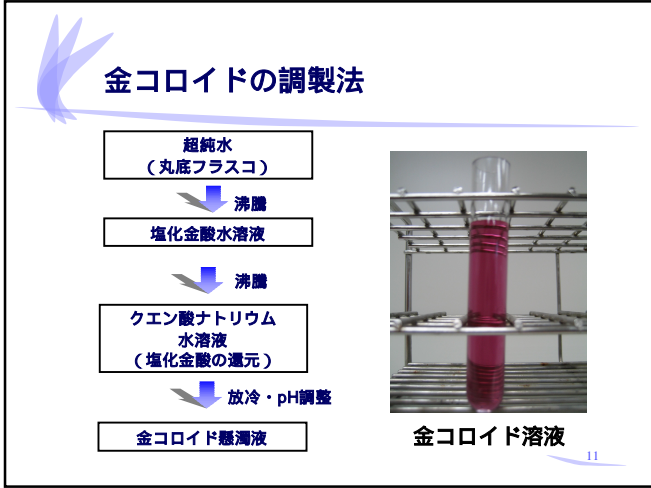 金コロイドの調製法
超純水
（丸底フラスコ）
沸騰
塩化金酸水溶液
沸騰
クエン酸ナトリウム
水溶液
（塩化金酸の還元）
放冷・pH調整
金コロイド懸濁液
金コロイド溶液
11